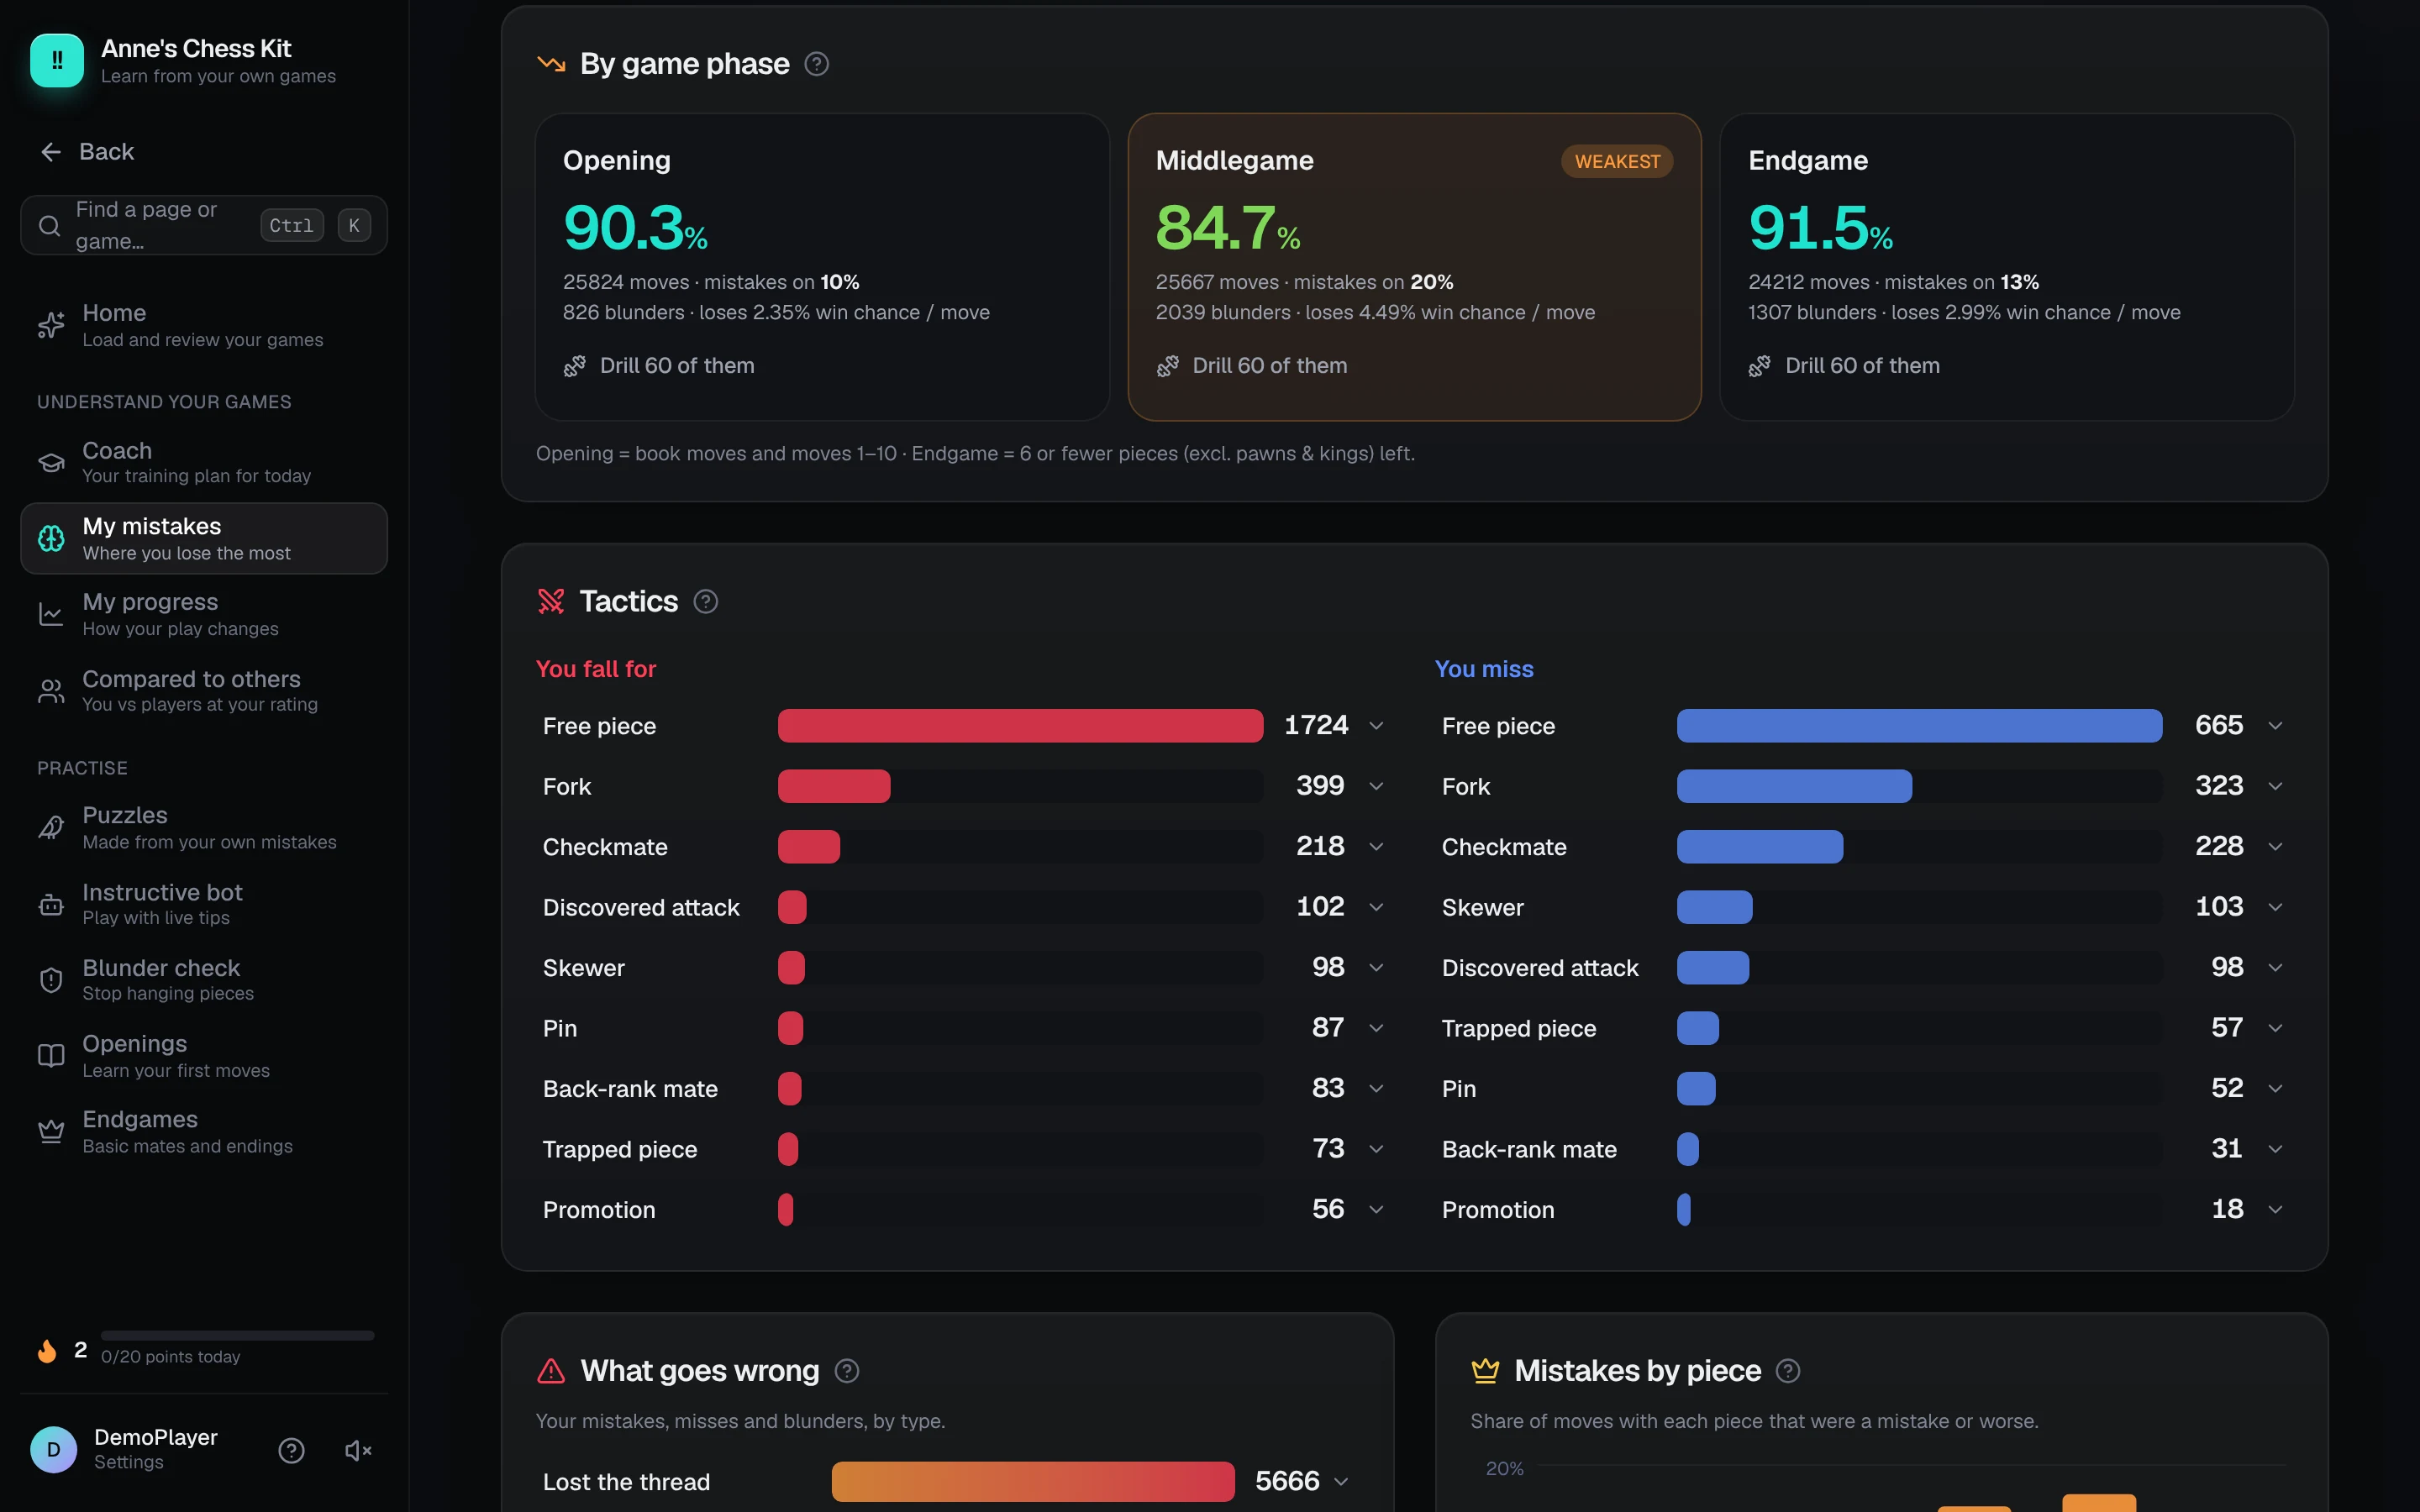 !!
Anne's Chess Kit
Learn from your own games
Back
Find a page or
game...
Ctrl K
Home
Load and review your games
UNDERSTAND YOUR GAMES
Coach
Your training plan for today
My mistakes
Where you lose the most
My progress
How your play changes
Compared to others
You vs players at your rating
PRACTISE
Puzzles
Made from your own mistakes
Instructive bot
Play with live tips
Blunder check
Stop hanging pieces
Openings
Learn your first moves
Endgames
Basic mates and endings
2
0/20 points today
D
DemoPlayer
Settings
By game phase
Opening
90.3%
25824 moves · mistakes on 10%
826 blunders · loses 2.35% win chance / move
Drill 60 of them
Middlegame
WEAKEST
84.7%
25667 moves · mistakes on 20%
2039 blunders · loses 4.49% win chance / move
Drill 60 of them
Endgame
91.5%
24212 moves · mistakes on 13%
1307 blunders · loses 2.99% win chance / move
Drill 60 of them
Opening = book moves and moves 1–10 · Endgame = 6 or fewer pieces (excl. pawns & kings) left.
Tactics
You fall for
Free piece 1724
Fork 399
Checkmate 218
Discovered attack 102
Skewer 98
Pin 87
Back-rank mate 83
Trapped piece 73
Promotion 56
You miss
Free piece 665
Fork 323
Checkmate 228
Skewer 103
Discovered attack 98
Trapped piece 57
Pin 52
Back-rank mate 31
Promotion 18
What goes wrong
Your mistakes, misses and blunders, by type.
Lost the thread 5666
Mistakes by piece
Share of moves with each piece that were a mistake or worse.
20%